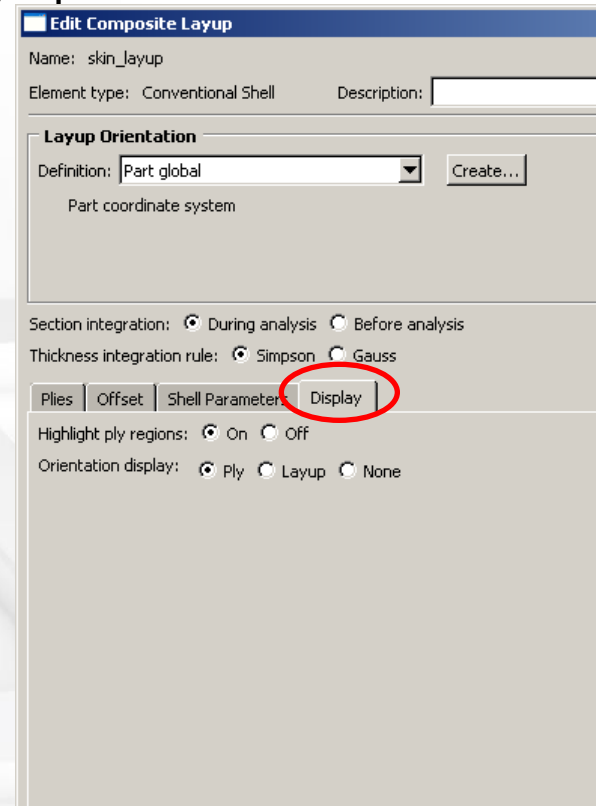 Edit Composite Layup
Name: skin_layup
Element type: Conventional Shell Description:
Layup Orientation
Definition: Part global Create...
Part coordinate system
Section integration: During analysis Before analysis
Thickness integration rule: Simpson Gauss
Plies Offset Shell Parameters Display
Highlight ply regions: On Off
Orientation display: Ply Layup None